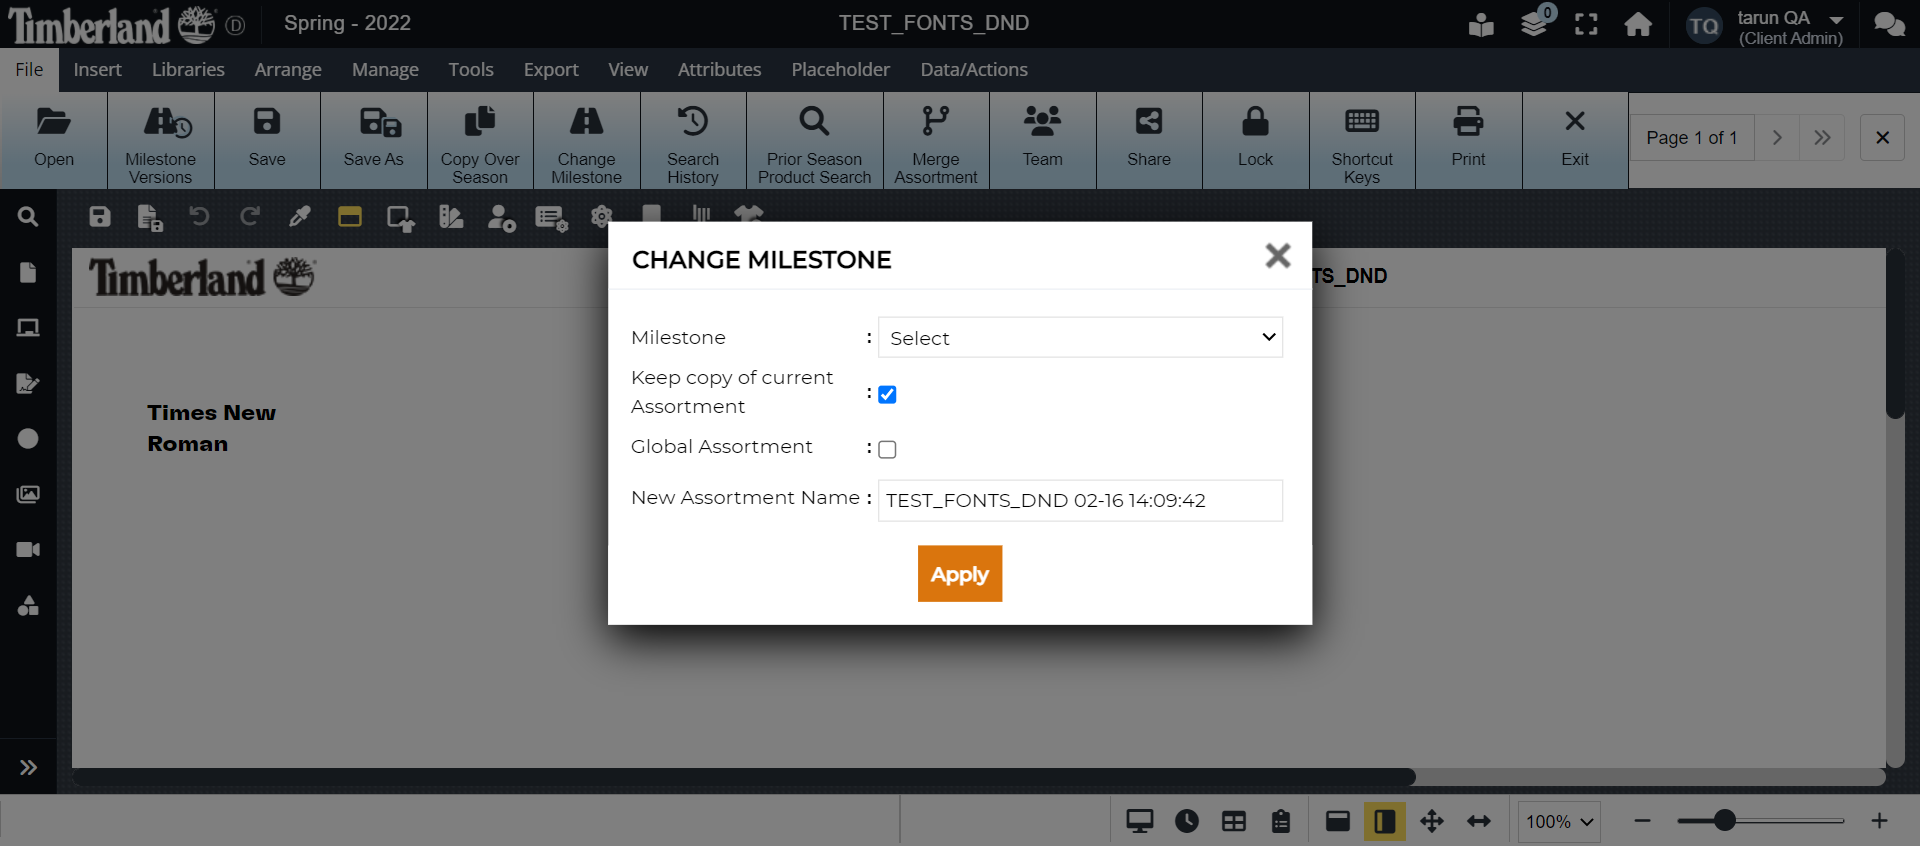 Timberland D Spring - 2022 TEST_FONTS_DND 0 TQ tarun QA
(Client Admin)
File Insert Libraries Arrange Manage Tools Export View Attributes Placeholder Data/Actions
Open
Milestone
Versions
Save
Save As
Copy Over
Season
Change
Milestone
Search
History
Prior Season
Product Search
Merge
Assortment
Team
Share
Lock
Shortcut
Keys
Print
Exit
Page 1 of 1
Timberland
TS_DND
Times New
Roman
CHANGE MILESTONE
Milestone : Select
Keep copy of current
Assortment :
Global Assortment :
New Assortment Name : TEST_FONTS_DND 02-16 14:09:42
Apply
100%